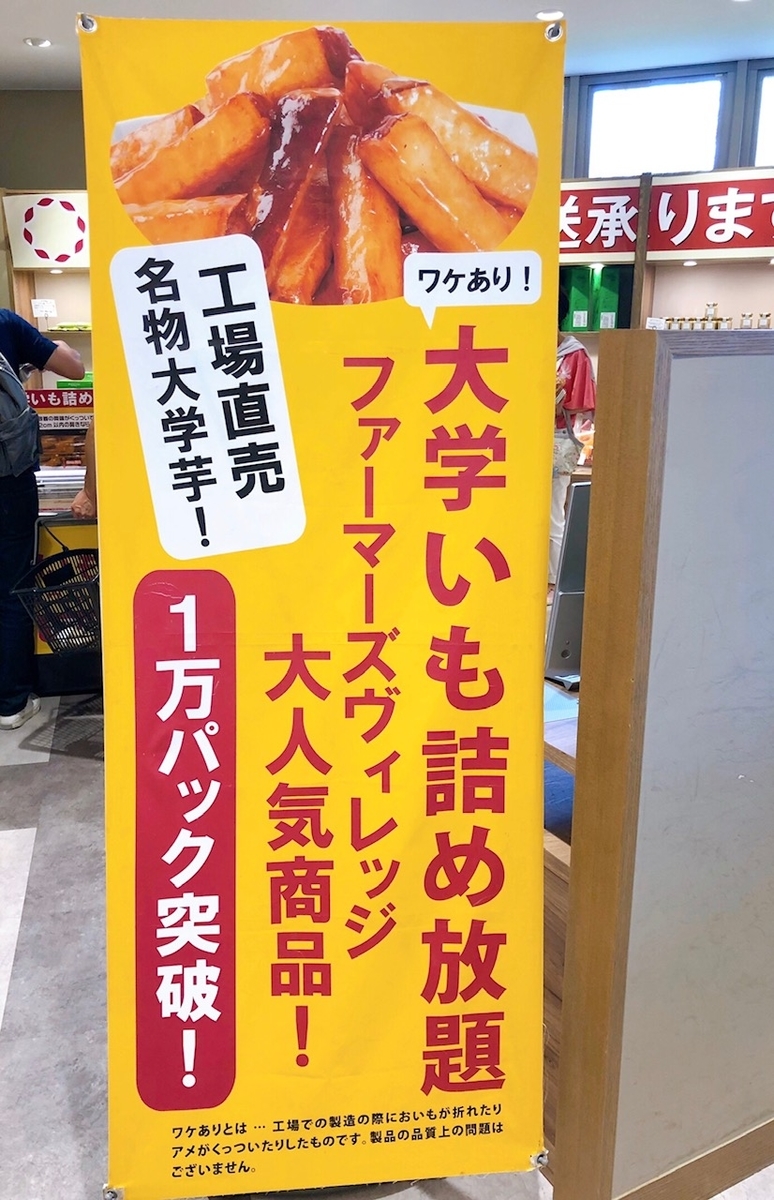 ワケあり！
大学いも詰め放題
ファーマーズヴィレッジ
大人気商品！
工場直売
名物大学芋！
1万パック突破！
ワケありとは … 工場での製造の際においもが折れたり
アメがくっついたりしたものです。製品の品質上の問題は
ございません。
送承ります
いも詰め